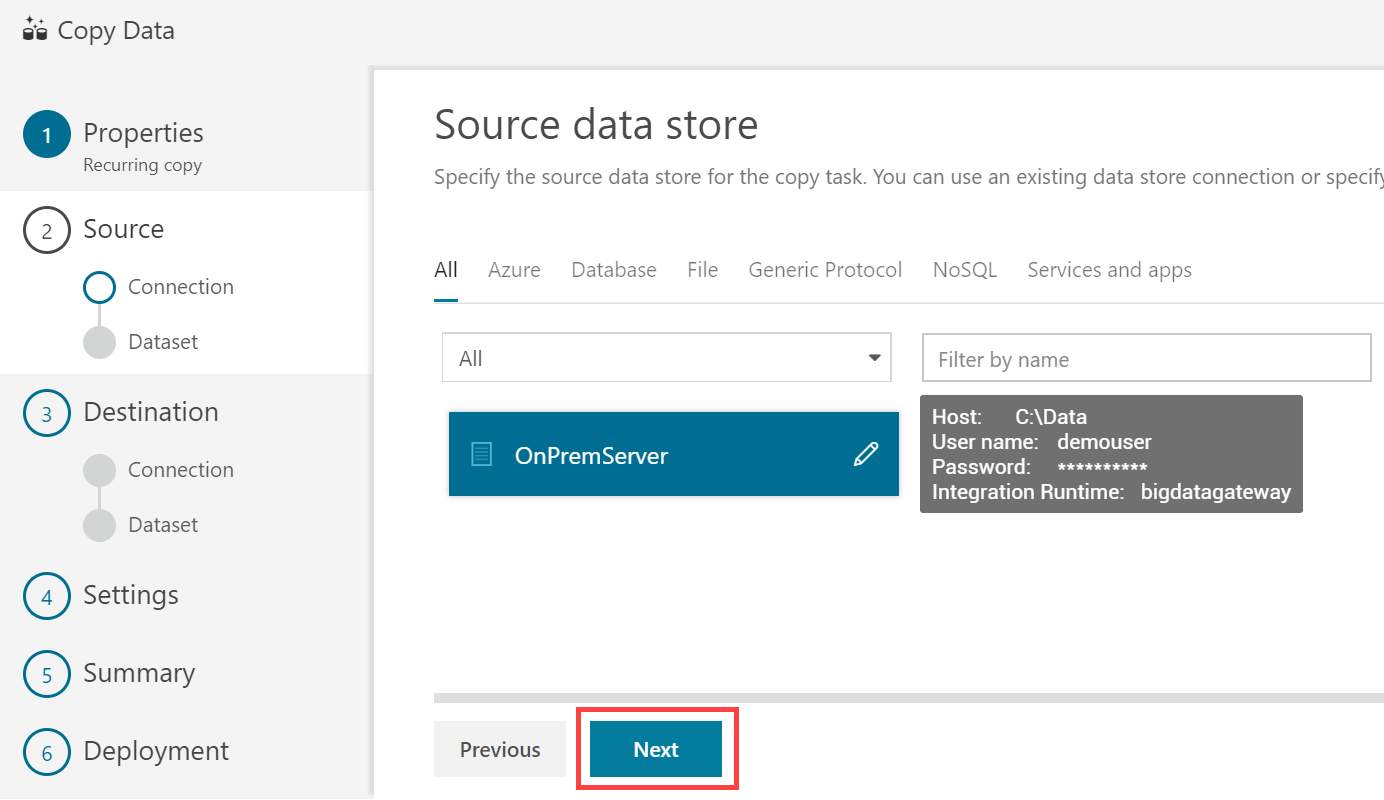 Copy Data
1 Properties
Recurring copy
2 Source
Connection
Dataset
3 Destination
Connection
Dataset
4 Settings
5 Summary
6 Deployment
Source data store
Specify the source data store for the copy task. You can use an existing data store connection or specify
All Azure Database File Generic Protocol NoSQL Services and apps
All Filter by name
OnPremServer
Host: C:\Data
User name: demouser
Password: **********
Integration Runtime: bigdatagateway
Previous Next